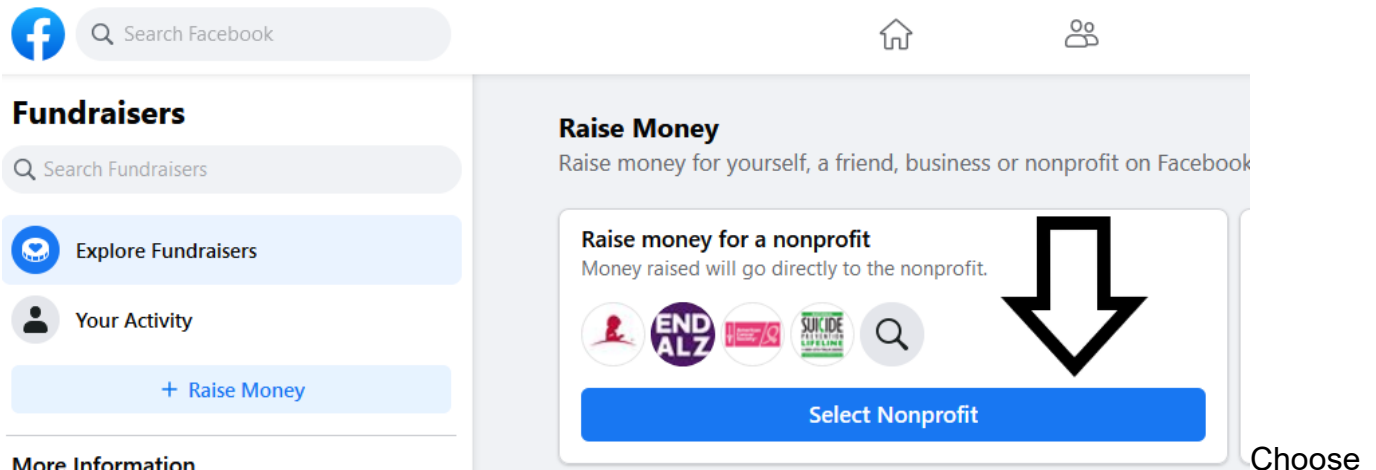 Search Facebook
Fundraisers
Search Fundraisers
Explore Fundraisers
Your Activity
+ Raise Money
More Information
Raise Money
Raise money for yourself, a friend, business or nonprofit on Facebook
Raise money for a nonprofit
Money raised will go directly to the nonprofit.
END
ALZ
SUICIDE
PREVENTION
LIFELINE
Select Nonprofit
Choose